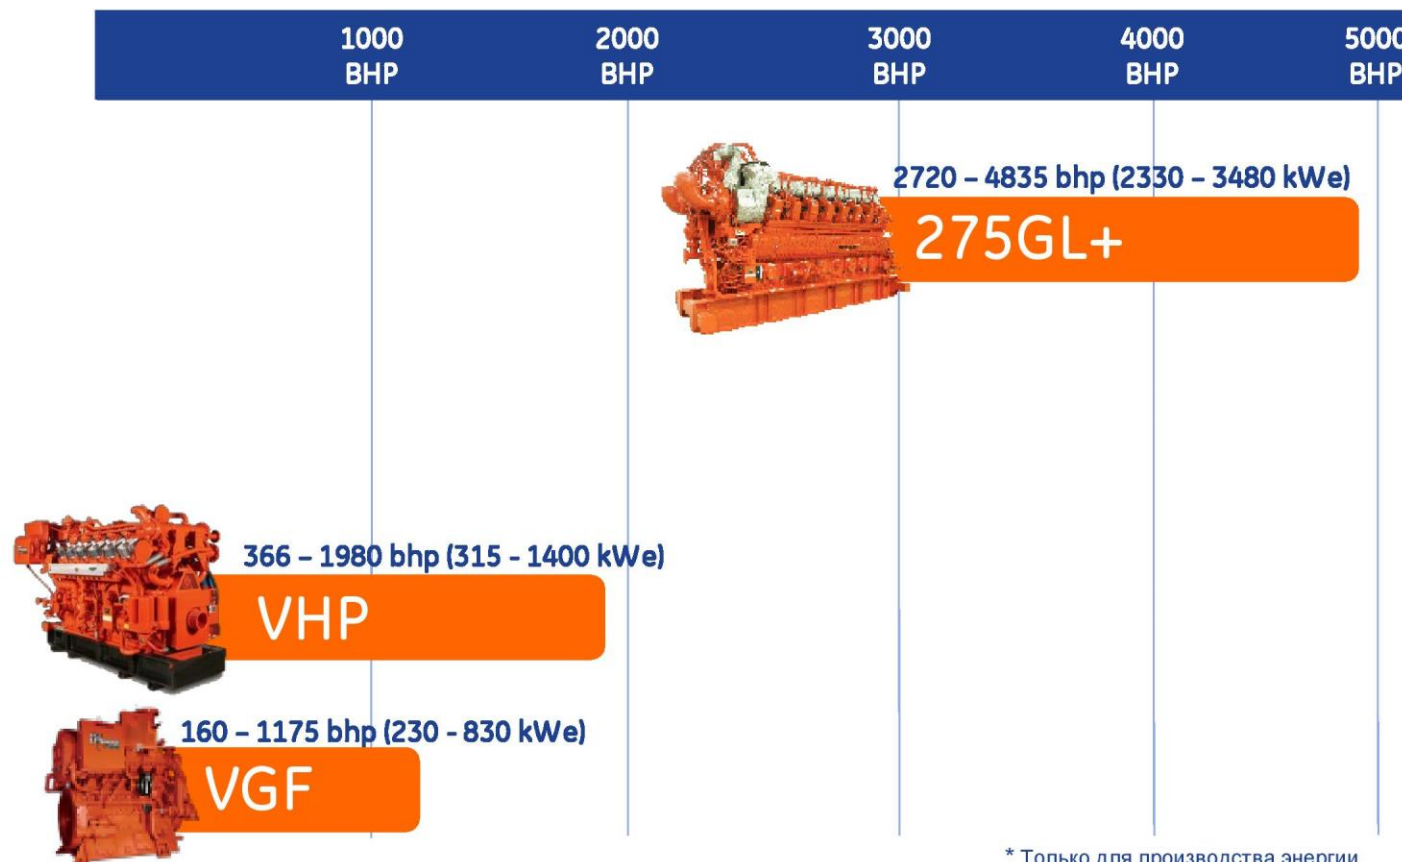 1000 2000 3000 4000 5000
BHP BHP BHP BHP BHP
2720 – 4835 bhp (2330 – 3480 kWe)
275GL+
366 – 1980 bhp (315 - 1400 kWe)
VHP
160 – 1175 bhp (230 - 830 kWe)
VGF
* Только для производства энергии